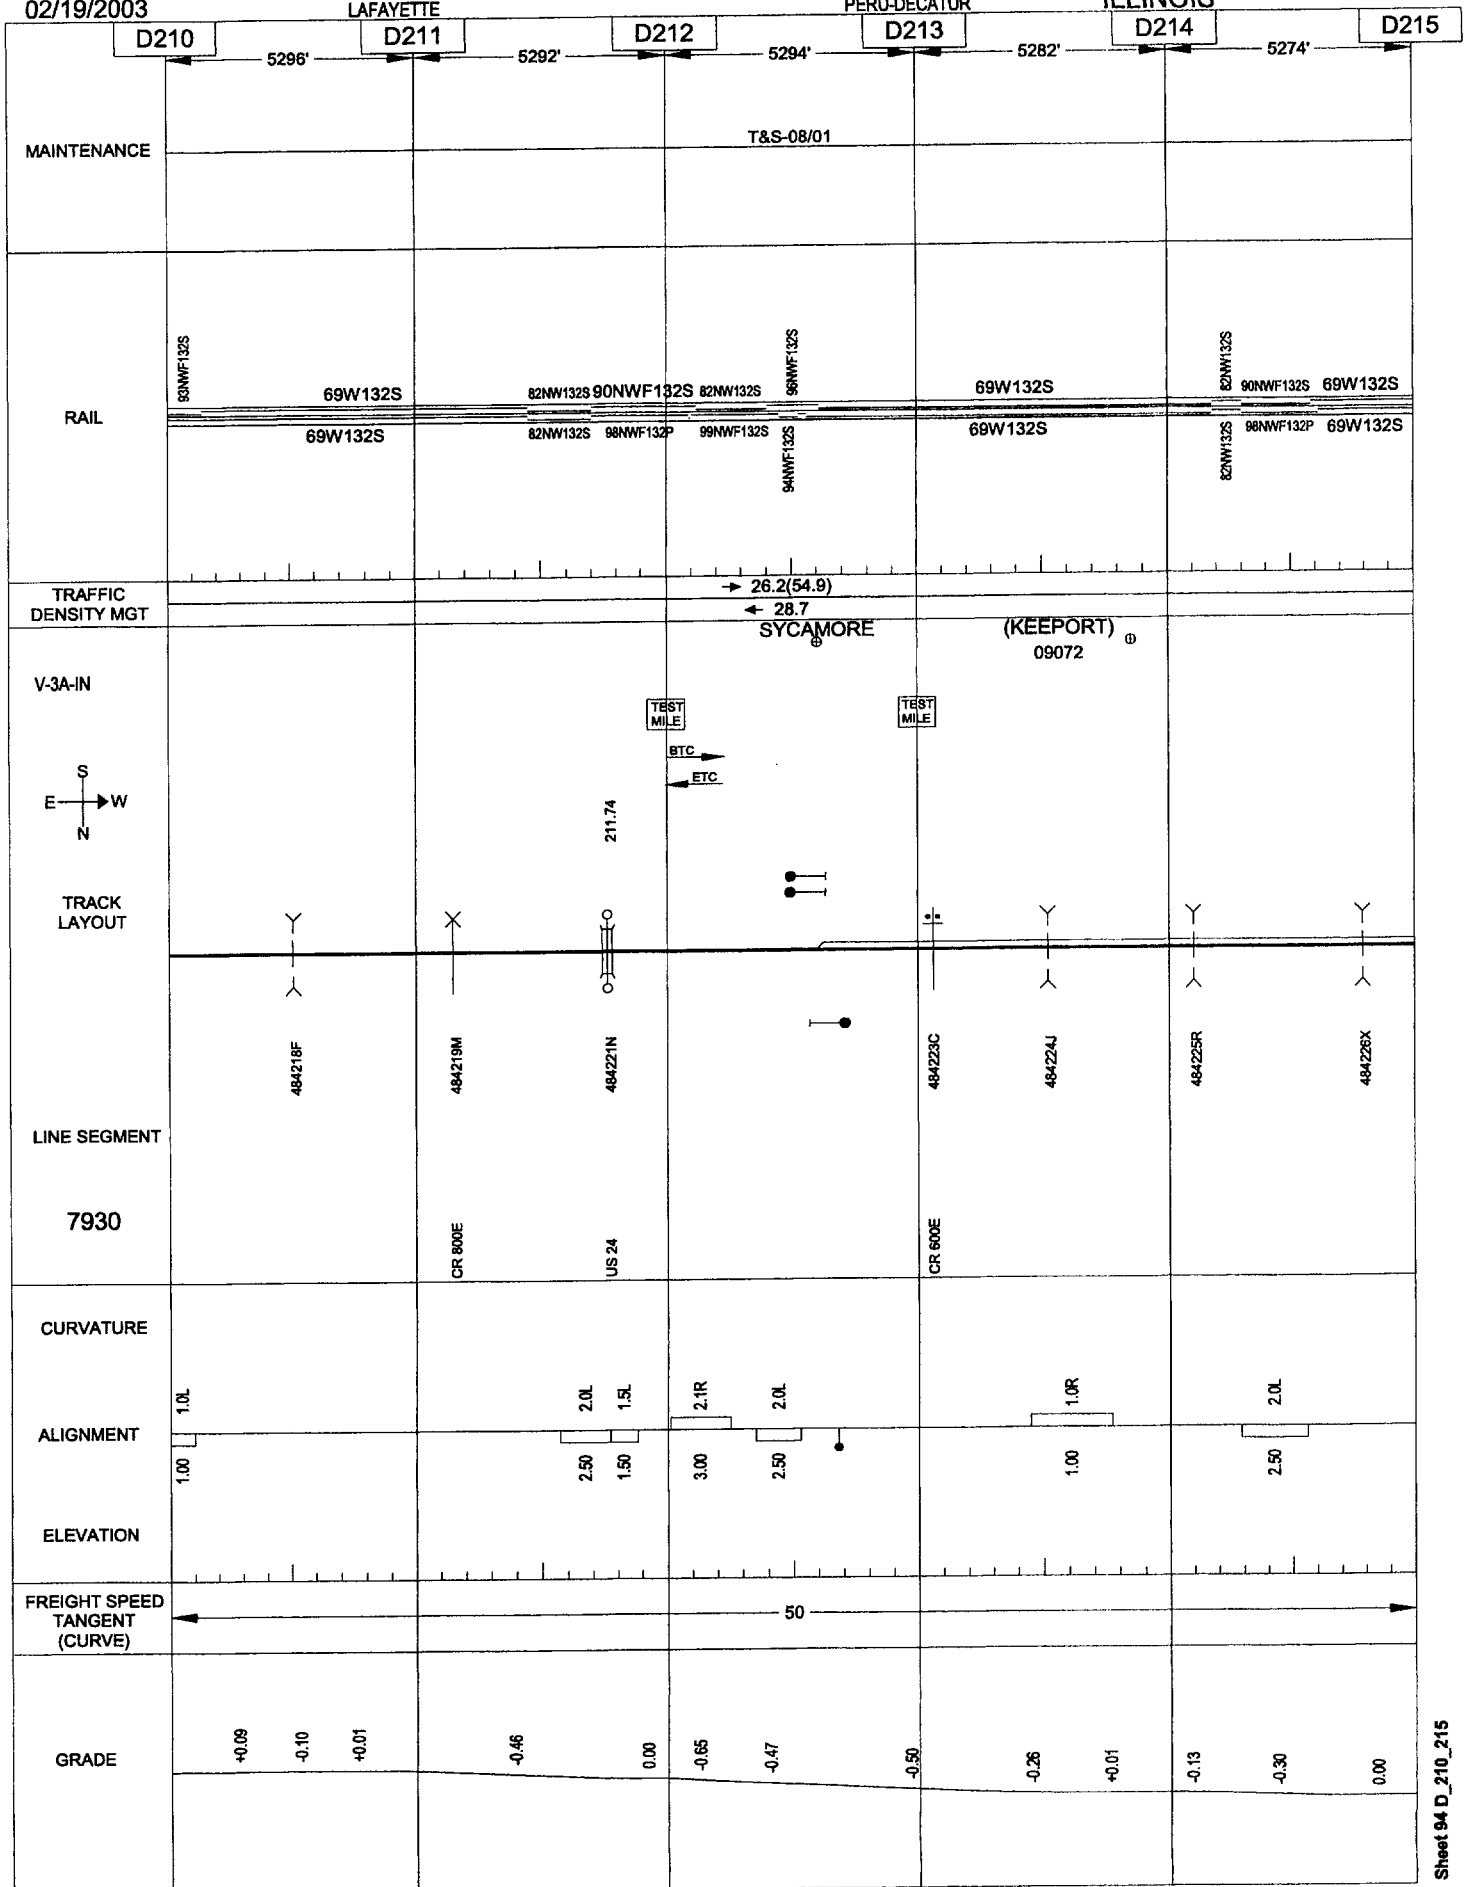 02/19/2003
LAFAYETTE
PERU-DECATUR
ILLINOIS
D210
D211
D212
D213
D214
D215
5296'
5292'
5294'
5282'
5274'
MAINTENANCE
T&S-08/01
RAIL
93NWF132S
69W132S
82NW132S
90NWF132S
82NW132S
96NWF132S
69W132S
82NW132S
90NWF132S
69W132S
69W132S
82NW132S
98NWF132P
99NWF132S
94NWF132S
69W132S
82NW132S
98NWF132P
69W132S
TRAFFIC
DENSITY MGT
26.2(54.9)
28.7
SYCAMORE
(KEEPORT)
09072
V-3A-IN
TEST
MILE
TEST
MILE
BTC
ETC
S
E
W
N
211.74
TRACK
LAYOUT
484218F
484219M
484221N
484223C
484224J
484225R
484226X
LINE SEGMENT
7930
CR 800E
US 24
CR 600E
CURVATURE
1.0L
2.0L
1.5L
2.1R
2.0L
1.0R
2.0L
ALIGNMENT
1.00
2.50
1.50
3.00
2.50
1.00
2.50
ELEVATION
FREIGHT SPEED
TANGENT
(CURVE)
50
GRADE
+0.09
-0.10
+0.01
-0.46
0.00
-0.65
-0.47
-0.50
-0.26
+0.01
-0.13
-0.30
0.00
Sheet 94 D_210_215